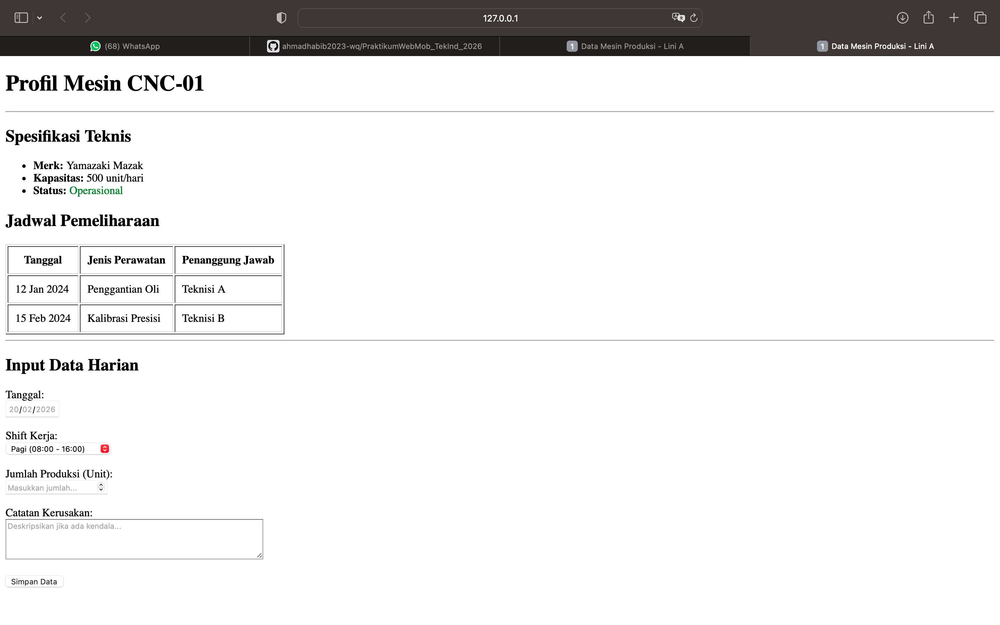 127.0.0.1
(68) WhatsApp
ahmadhabib2023-wq/PraktikumWebMob_TekInd_2026
1 Data Mesin Produksi - Lini A
1 Data Mesin Produksi - Lini A
Profil Mesin CNC-01
Spesifikasi Teknis
• Merk: Yamazaki Mazak
• Kapasitas: 500 unit/hari
• Status: Operasional
Jadwal Pemeliharaan
Tanggal Jenis Perawatan Penanggung Jawab
12 Jan 2024 Penggantian Oli Teknisi A
15 Feb 2024 Kalibrasi Presisi Teknisi B
Input Data Harian
Tanggal:
20/02/2026
Shift Kerja:
Pagi (08:00 - 16:00)
Jumlah Produksi (Unit):
Masukkan jumlah...
Catatan Kerusakan:
Deskripsikan jika ada kendala...
Simpan Data